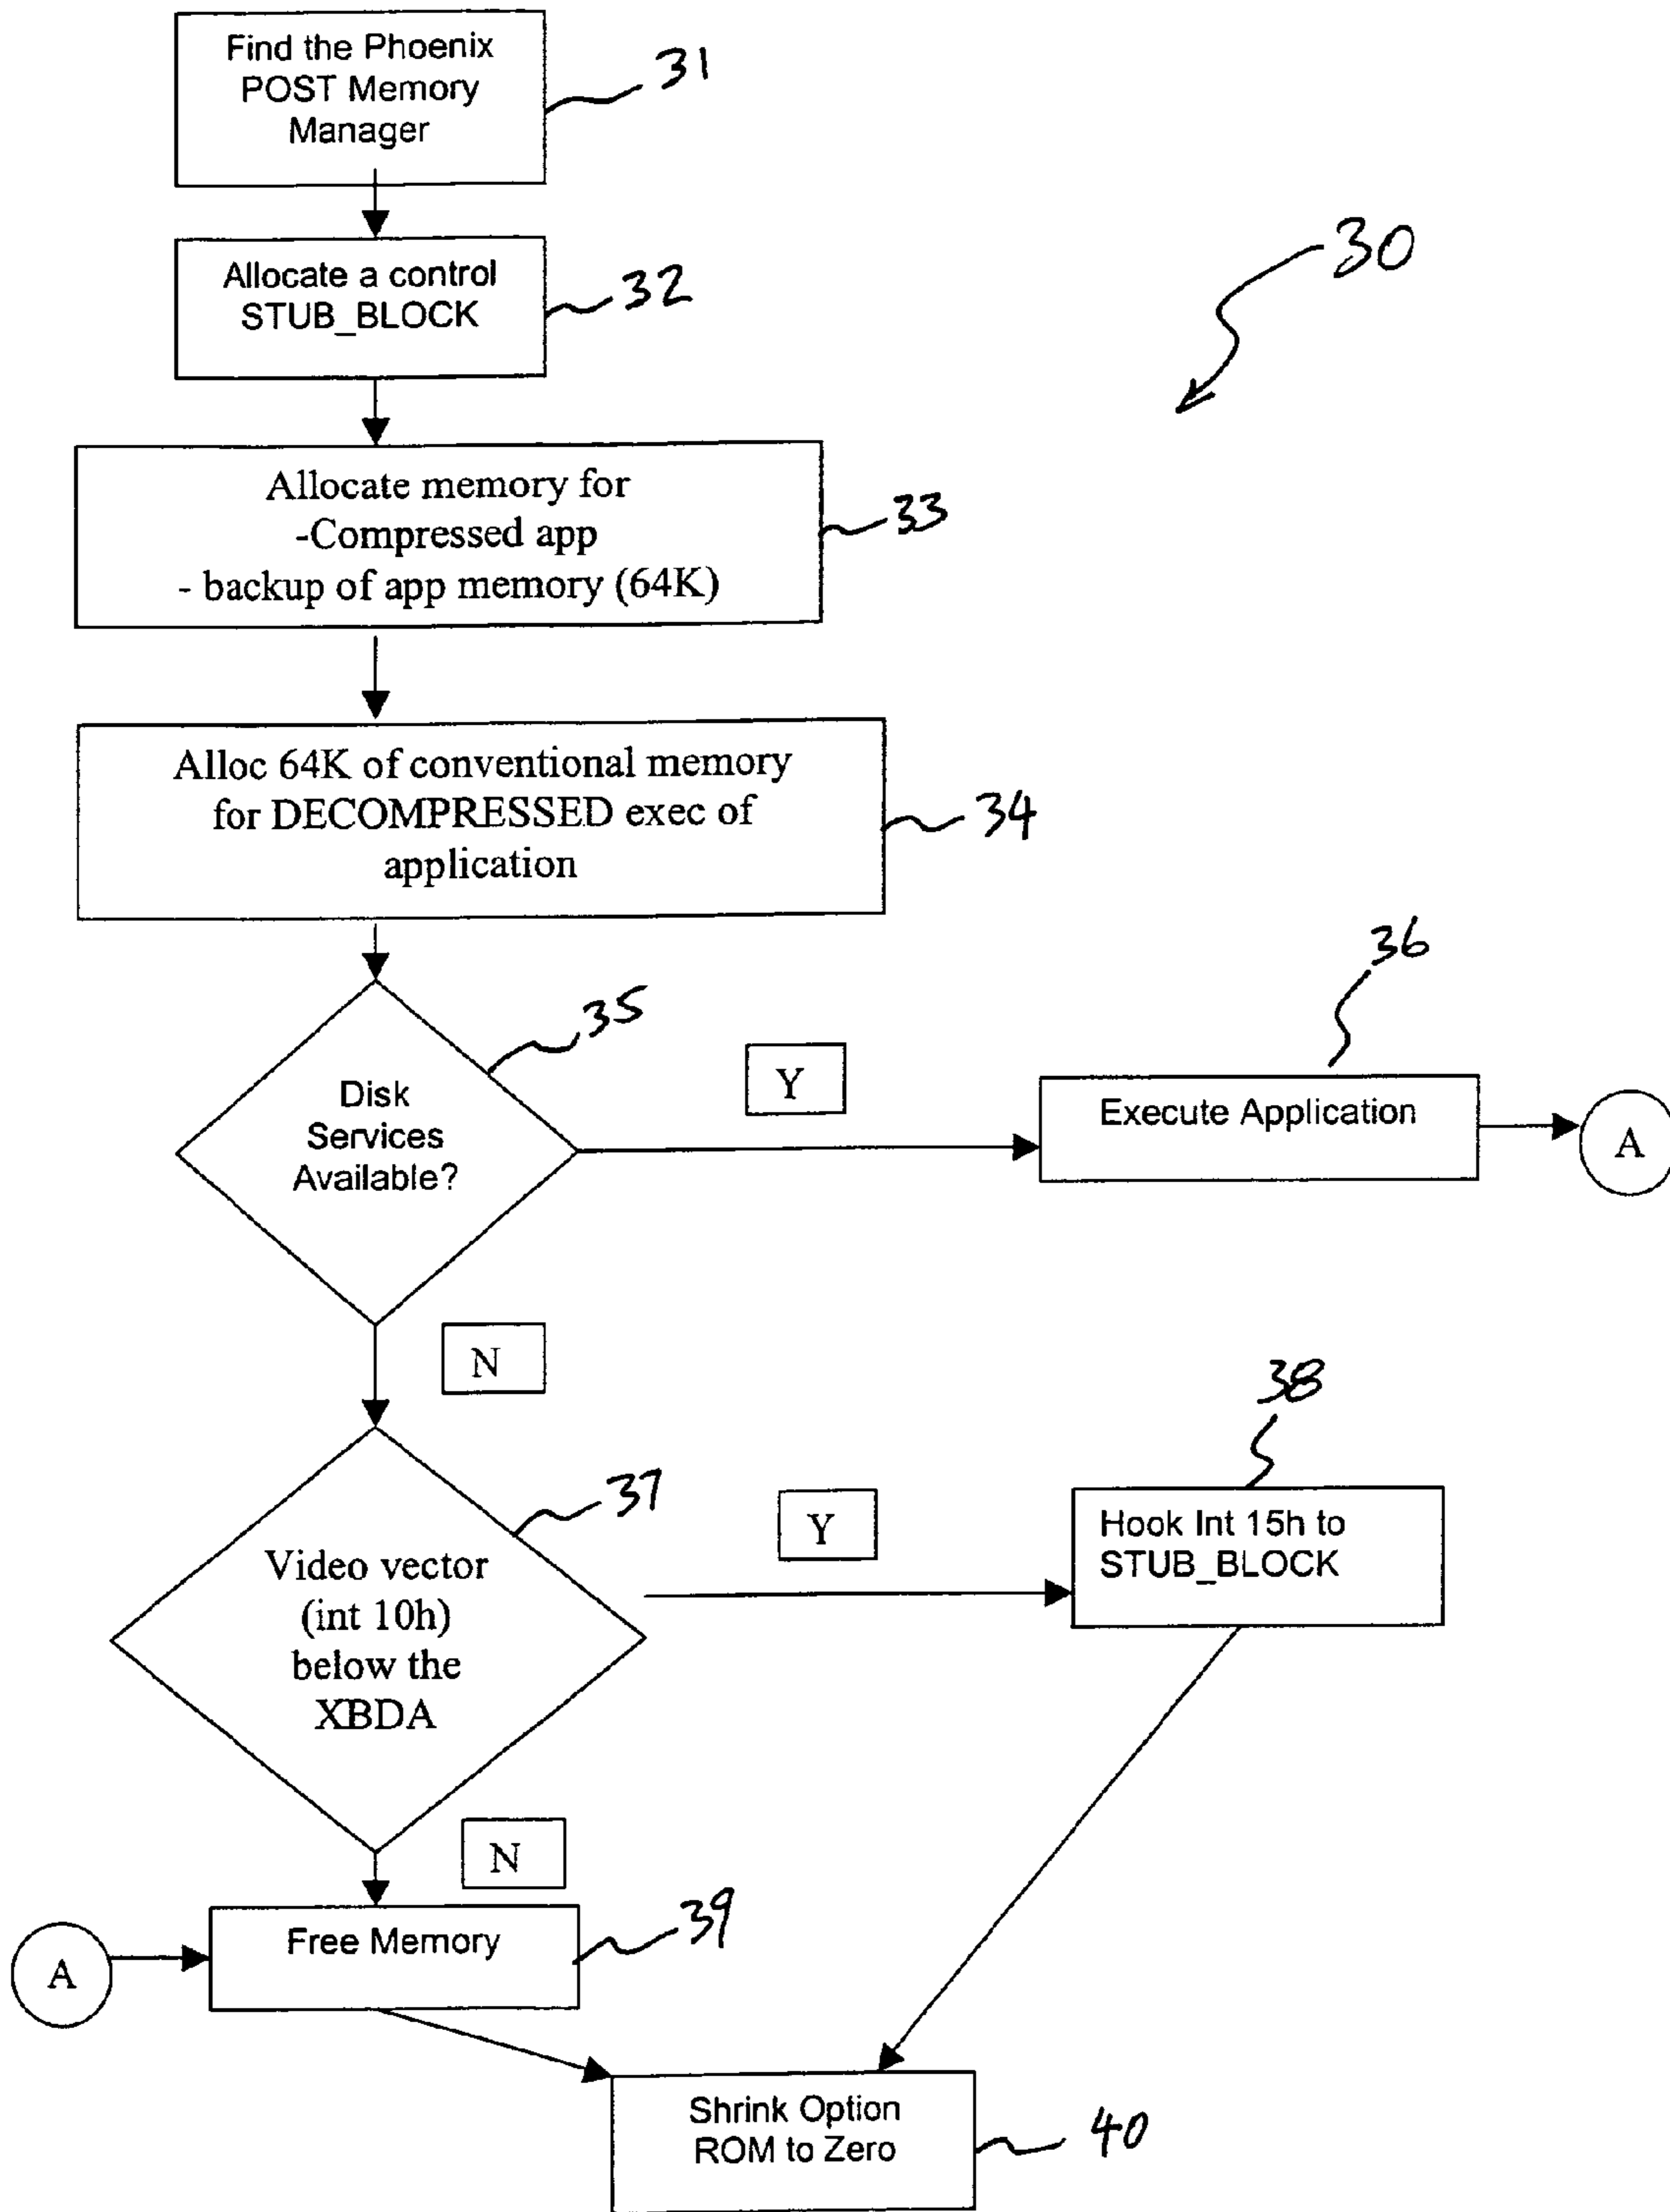 Find the Phoenix
POST Memory
Manager
31
Allocate a control
STUB_BLOCK
32
30
Allocate memory for
-Compressed app
- backup of app memory (64K)
33
Alloc 64K of conventional memory
for DECOMPRESSED exec of
application
34
Disk
Services
Available?
35
Y
36
Execute Application
A
N
Video vector
(int 10h)
below the
XBDA
37
Y
38
Hook Int 15h to
STUB_BLOCK
N
A
Free Memory
39
Shrink Option
ROM to Zero
40